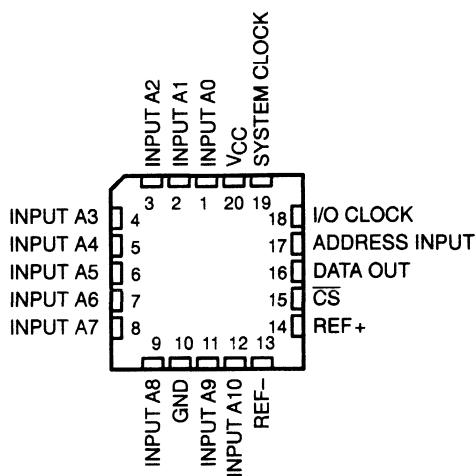 INPUT A2
INPUT A1
INPUT A0
VCC
SYSTEM CLOCK
3
2
1
20
19
INPUT A3
4
18
I/O CLOCK
INPUT A4
5
17
ADDRESS INPUT
INPUT A5
6
16
DATA OUT
INPUT A6
7
15
CS
INPUT A7
8
14
REF+
9
10
11
12
13
INPUT A8
GND
INPUT A9
INPUT A10
REF-